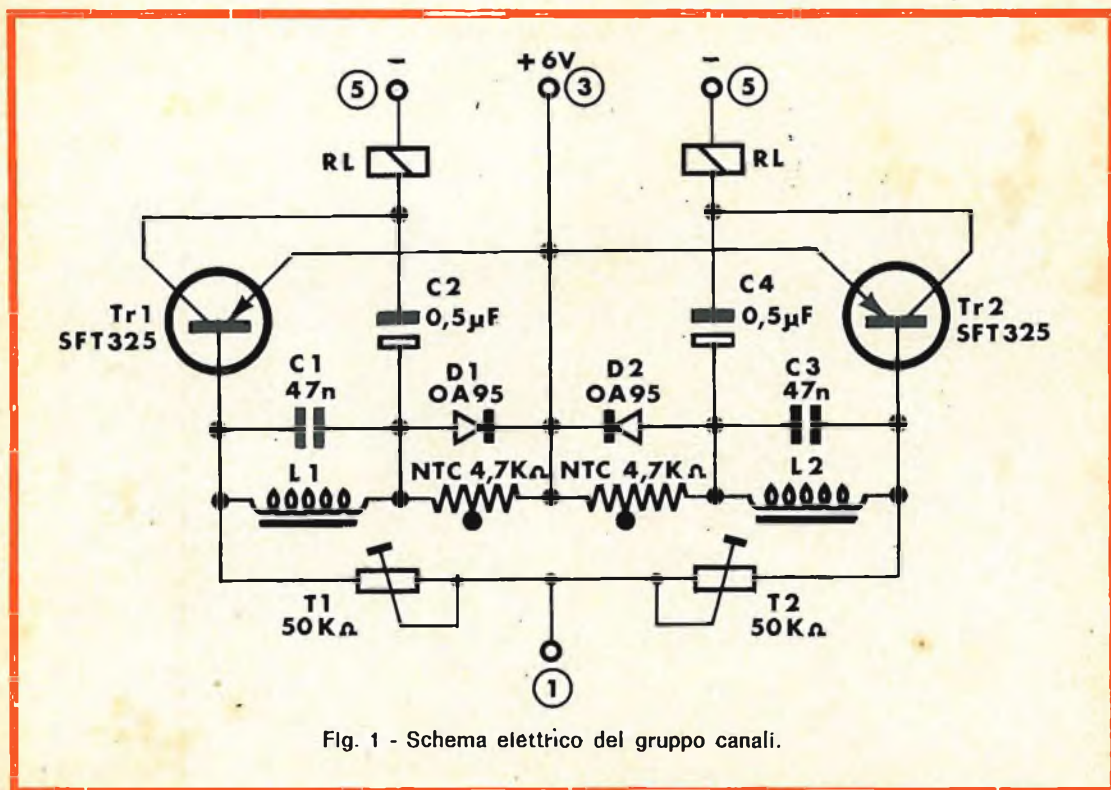 − + 6V −
5 3 5
RL RL
C2 C4
0,5µF 0,5µF
Tr1 Tr2
SFT325 SFT325
C1 D1 D2 C3
47n OA95 OA95 47n
L1 NTC 4,7KΩ NTC 4,7KΩ L2
T1 T2
50KΩ 50KΩ
1
Fig. 1 - Schema elettrico del gruppo canali.